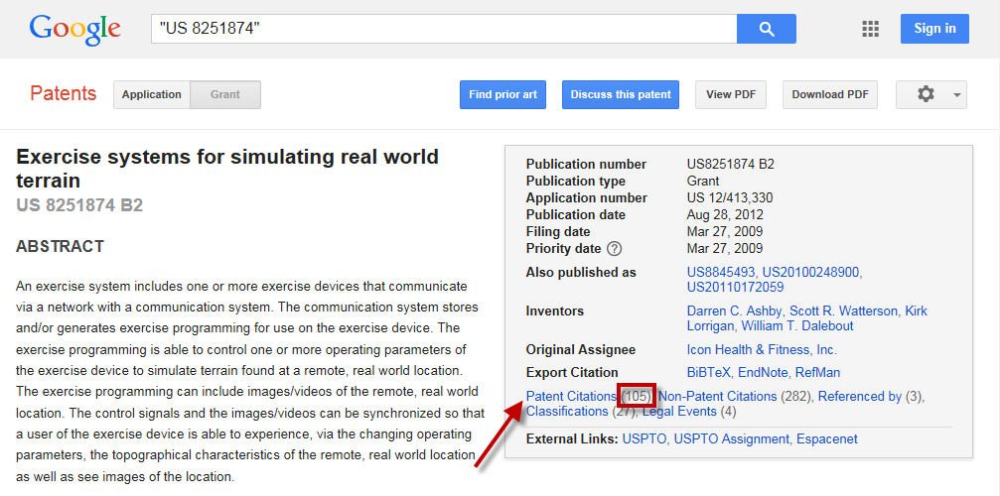 Google
"US 8251874"
Sign in
Patents
Application
Grant
Find prior art
Discuss this patent
View PDF
Download PDF
Exercise systems for simulating real world
terrain
US 8251874 B2
ABSTRACT
An exercise system includes one or more exercise devices that communicate
via a network with a communication system. The communication system stores
and/or generates exercise programming for use on the exercise device. The
exercise programming is able to control one or more operating parameters of
the exercise device to simulate terrain found at a remote, real world location.
The exercise programming can include images/videos of the remote, real
world location. The control signals and the images/videos can be synchronized so that
a user of the exercise device is able to experience, via the changing operating
parameters, the topographical characteristics of the remote, real world location
as well as see images of the location.
Publication number US8251874 B2
Publication type Grant
Application number US 12/413,330
Publication date Aug 28, 2012
Filing date Mar 27, 2009
Priority date ? Mar 27, 2009
Also published as US8845493, US20100248900,
US20110172059
Inventors Darren C. Ashby, Scott R. Watterson, Kirk
Lorrigan, William T. Dalebout
Original Assignee Icon Health & Fitness, Inc.
Export Citation BiBTeX, EndNote, RefMan
Patent Citations (105), Non-Patent Citations (282), Referenced by (3),
Classifications (27), Legal Events (4)
External Links: USPTO, USPTO Assignment, Espacenet